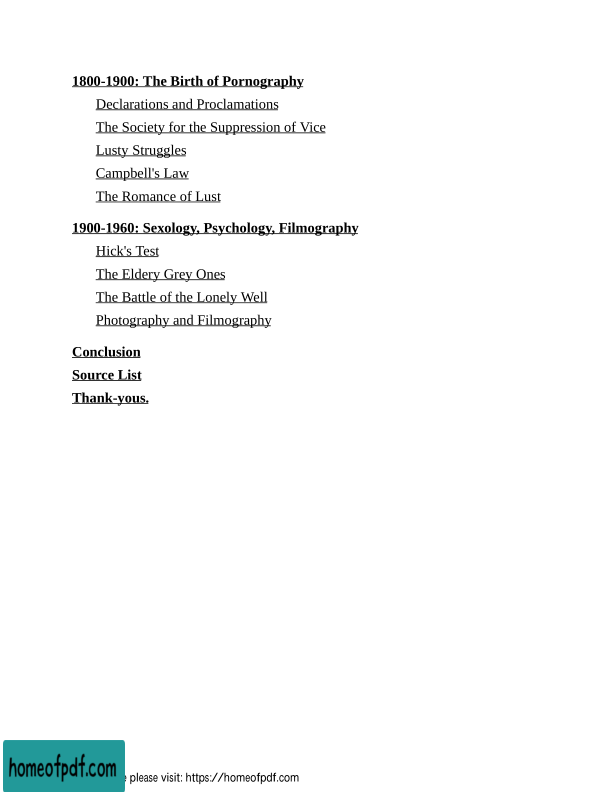 1800-1900: The Birth of Pornography
Declarations and Proclamations
The Society for the Suppression of Vice
Lusty Struggles
Campbell's Law
The Romance of Lust
1900-1960: Sexology, Psychology, Filmography
Hick's Test
The Eldery Grey Ones
The Battle of the Lonely Well
Photography and Filmography
Conclusion
Source List
Thank-yous.
homeofpdf.com
please visit: https://homeofpdf.com